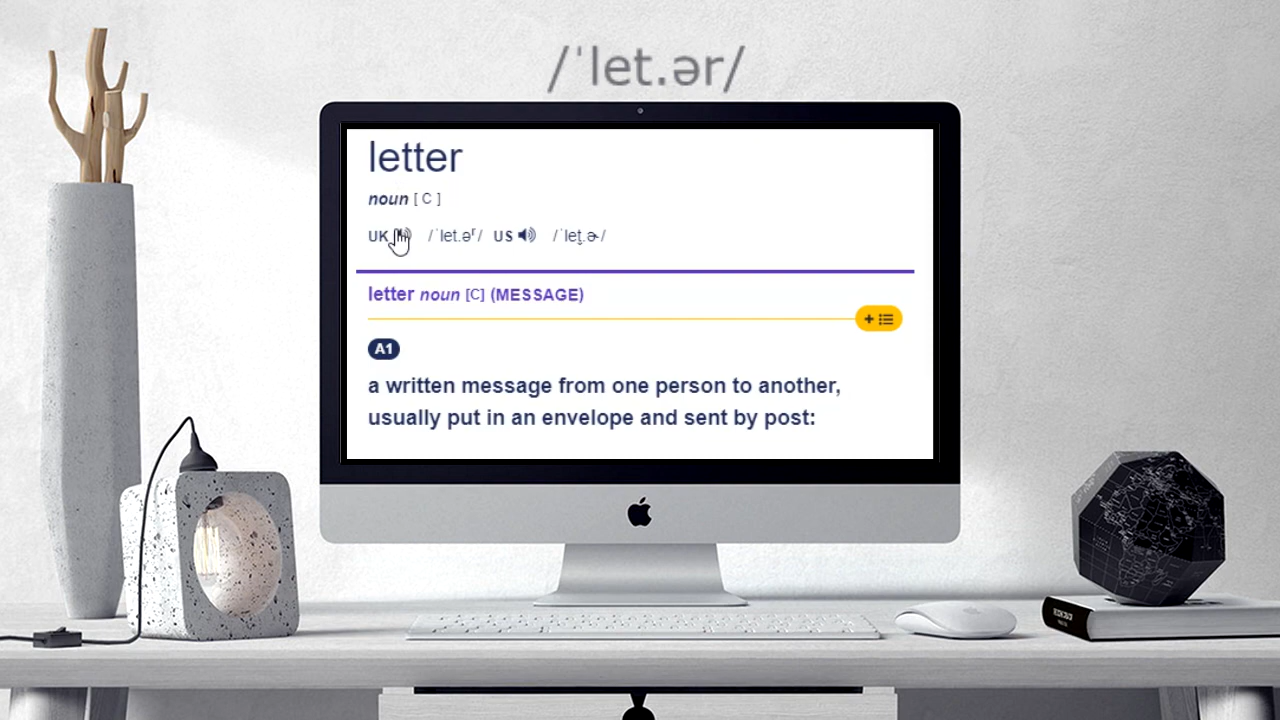 /ˈlet.ər/
letter
noun [ C ]
UK /ˈlet.əʳ/ US /ˈlet̬.ɚ/
letter noun [C] (MESSAGE)
A1
a written message from one person to another,
usually put in an envelope and sent by post: